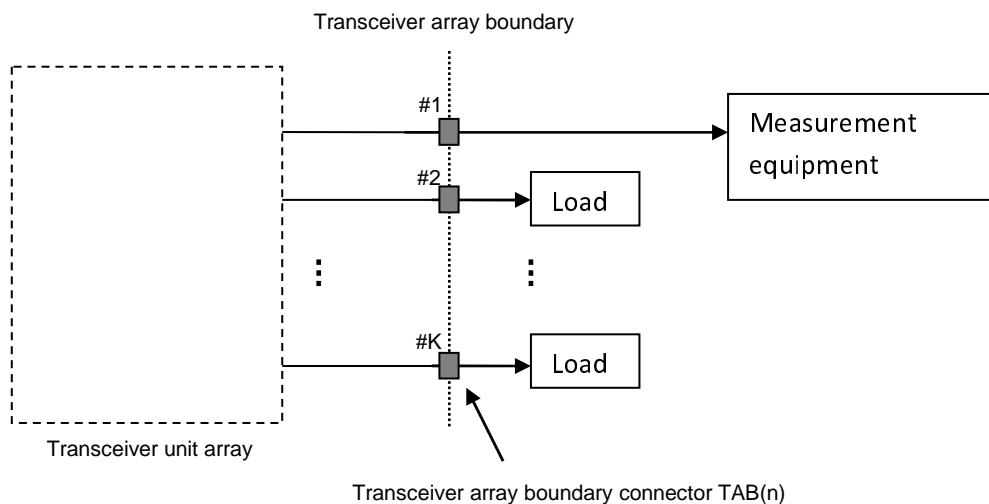 Transceiver array boundary
#1
Measurement
equipment
#2
Load
#K
Load
Transceiver unit array
Transceiver array boundary connector TAB(n)